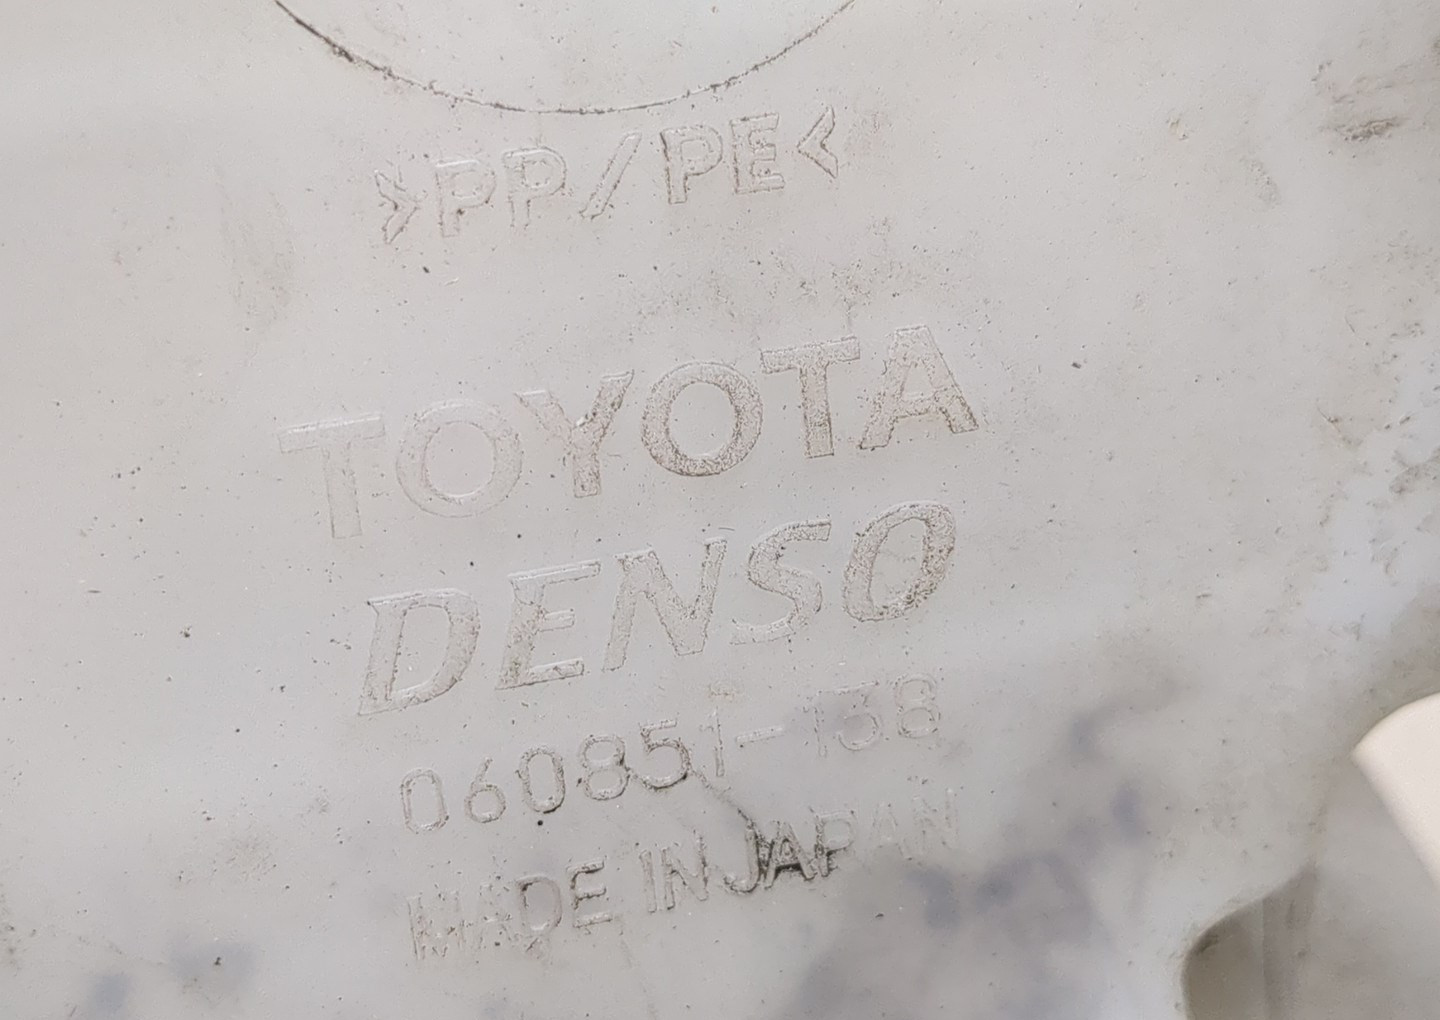 >PP/PE<
TOYOTA
DENSO
060851-138
MADE IN JAPAN